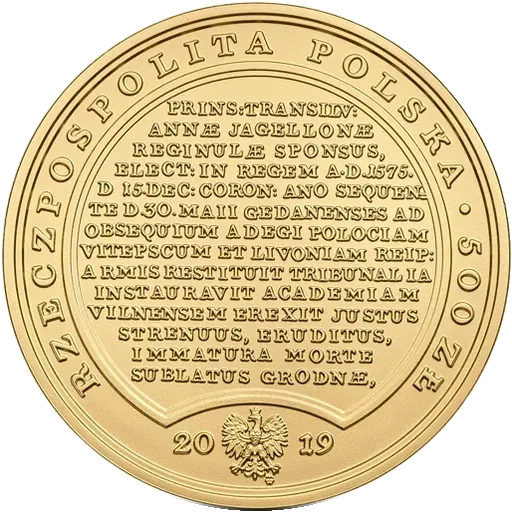 RZECZPOSPOLITA POLSKA · 500 ZŁ
PRINS: TRANSILV:
ANNÆ JAGELLONÆ
REGINULÆ SPONSUS,
ELECT: IN REGEM A.D.1575.
D 15.DEC: CORON: ANO SEQUEN-
TE D.30. MAII GEDANENSES AD
OBSEQUIUM ADEGI POLOCIAM
VITEPSCUM ET LIVONIAM REIP:
ARMIS RESTITUIT TRIBUNALIA
INSTAURAVIT ACADEMIAM
VILNENSEM EREXIT JUSTUS
STRENUUS, ERUDITUS,
IMMATURA MORTE
SUBLATUS GRODNÆ,
20 19